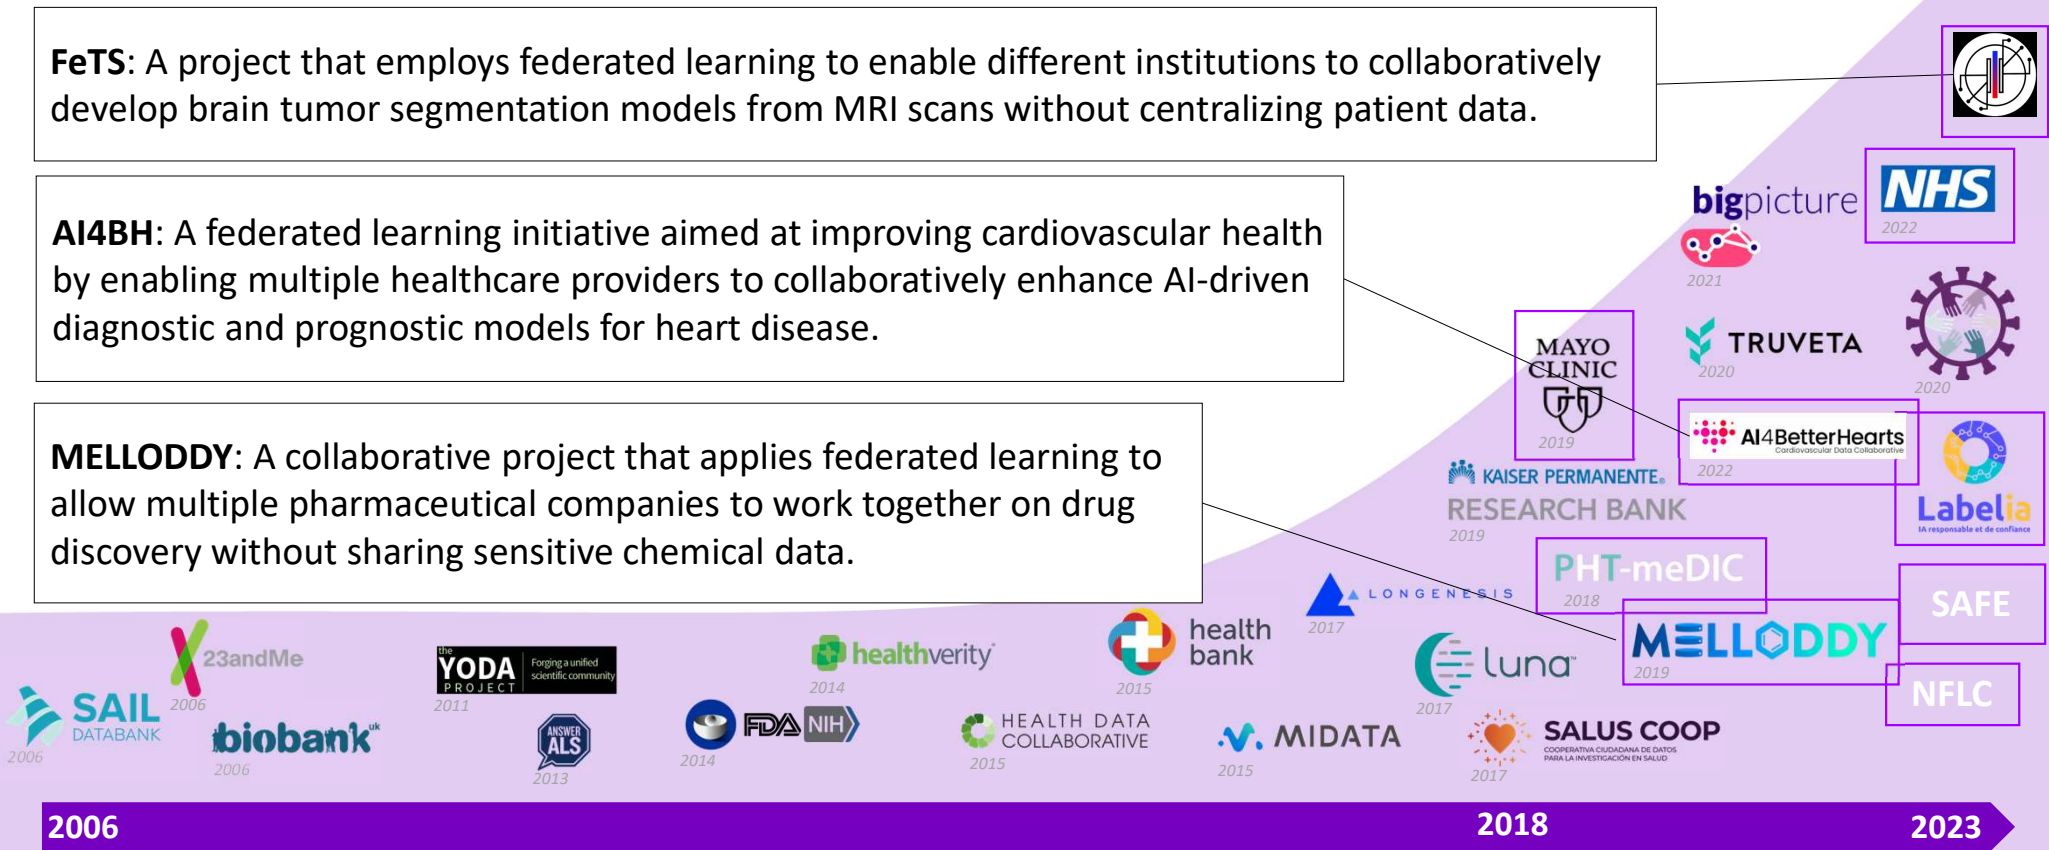 FeTS: A project that employs federated learning to enable different institutions to collaboratively
develop brain tumor segmentation models from MRI scans without centralizing patient data.
AI4BH: A federated learning initiative aimed at improving cardiovascular health
by enabling multiple healthcare providers to collaboratively enhance AI-driven
diagnostic and prognostic models for heart disease.
MELLODDY: A collaborative project that applies federated learning to
allow multiple pharmaceutical companies to work together on drug
discovery without sharing sensitive chemical data.
NHS
2022
bigpicture
2021
TRUVETA
2020
2020
MAYO
CLINIC
2019
AI4BetterHearts
Cardiovascular Data Collaborative
2022
Labelia
IA responsable et de confiance
KAISER PERMANENTE®
RESEARCH BANK
2019
PHT-meDIC
2018
SAFE
LONGENESIS
2017
MELLODDY
2019
NFLC
health
bank
2015
luna™
2017
healthverity
2014
the
YODA
PROJECT
Forging a unified
scientific community
2011
23andMe
2006
SAIL
DATABANK
2006
biobank uk
2006
ANSWER
ALS
2013
FDA NIH
2014
HEALTH DATA
COLLABORATIVE
2015
MIDATA
2015
SALUS COOP
COOPERATIVA CIUDADANA DE DATOS
PARA LA INVESTIGACIÓN EN SALUD
2017
2006
2018
2023